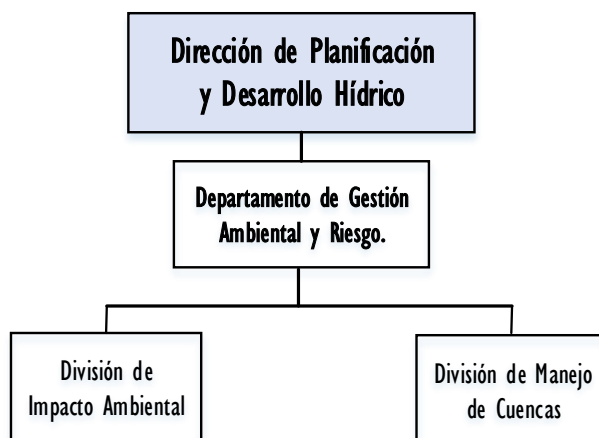 Dirección de Planificación
y Desarrollo Hídrico
Departamento de Gestión
Ambiental y Riesgo.
División de
Impacto Ambiental
División de Manejo
de Cuencas